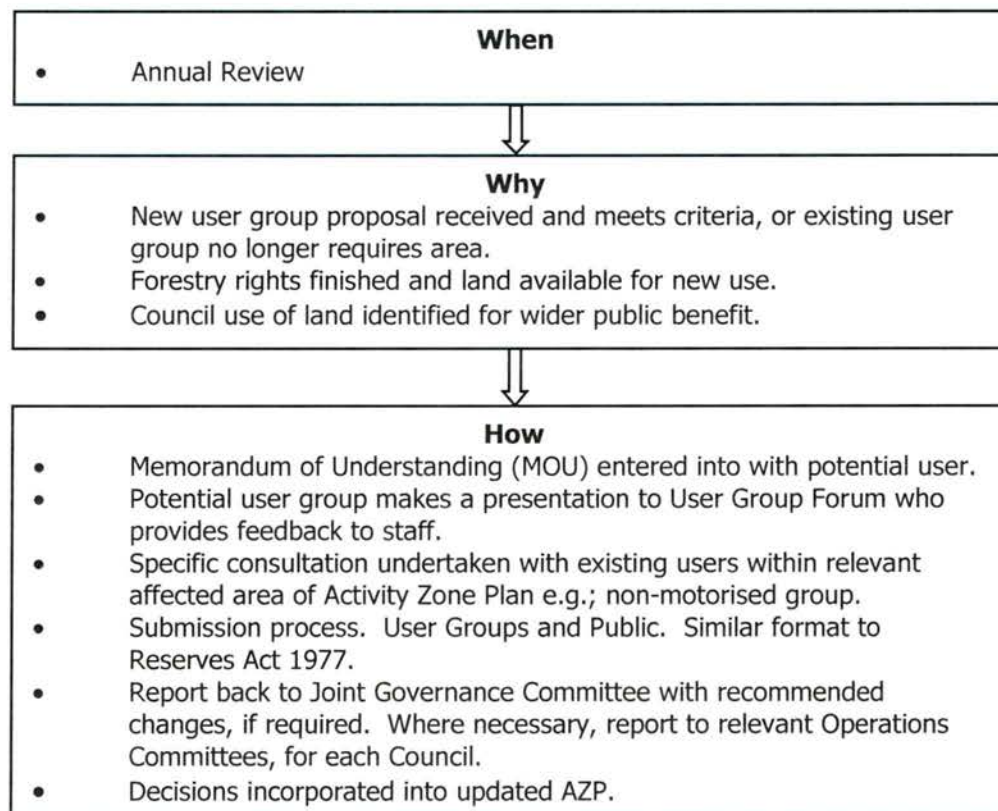 When
• Annual Review
Why
• New user group proposal received and meets criteria, or existing user
group no longer requires area.
• Forestry rights finished and land available for new use.
• Council use of land identified for wider public benefit.
How
• Memorandum of Understanding (MOU) entered into with potential user.
• Potential user group makes a presentation to User Group Forum who
provides feedback to staff.
• Specific consultation undertaken with existing users within relevant
affected area of Activity Zone Plan e.g.; non-motorised group.
• Submission process. User Groups and Public. Similar format to
Reserves Act 1977.
• Report back to Joint Governance Committee with recommended
changes, if required. Where necessary, report to relevant Operations
Committees, for each Council.
• Decisions incorporated into updated AZP.